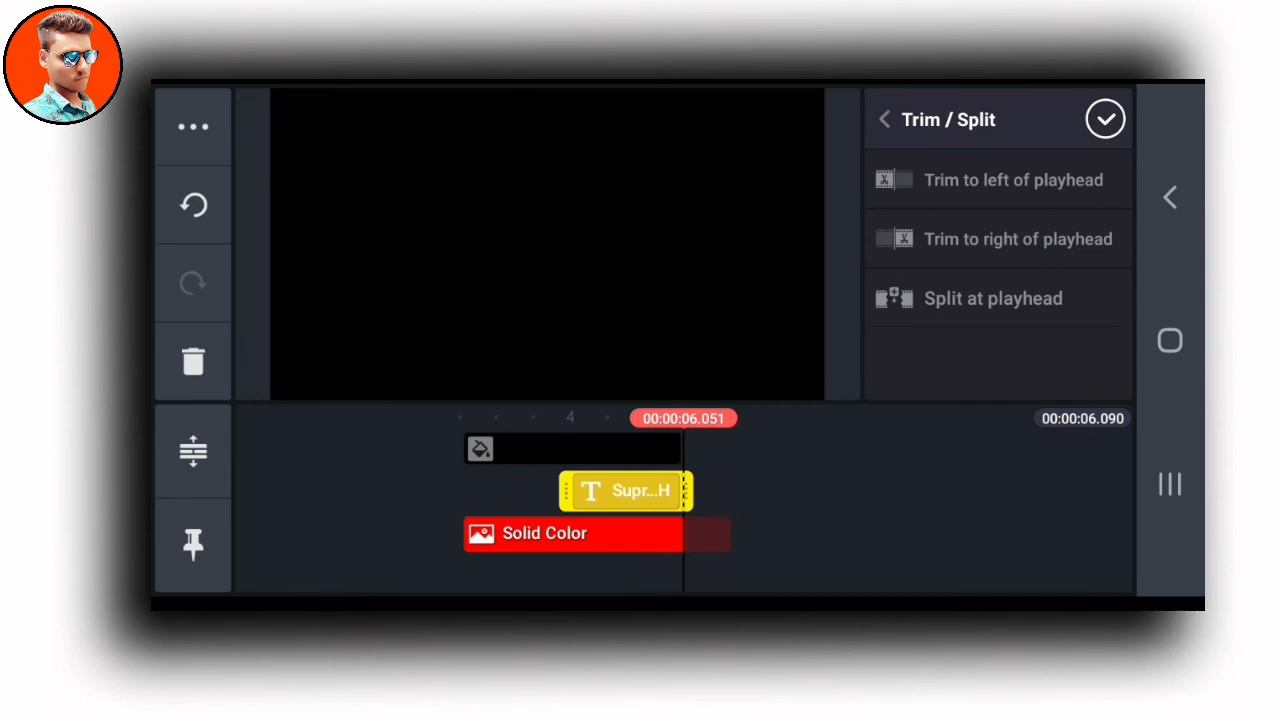 Trim / Split
Trim to left of playhead
Trim to right of playhead
Split at playhead
4
00:00:06.051
00:00:06.090
T Supr...H
Solid Color